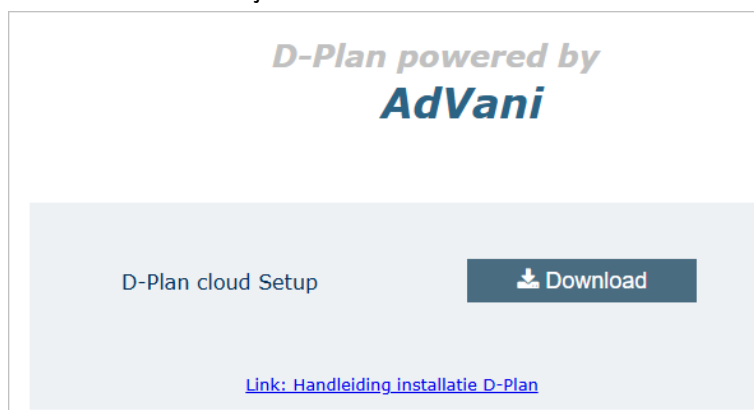 D-Plan powered by
AdVani
D-Plan cloud Setup
Download
Link: Handleiding installatie D-Plan